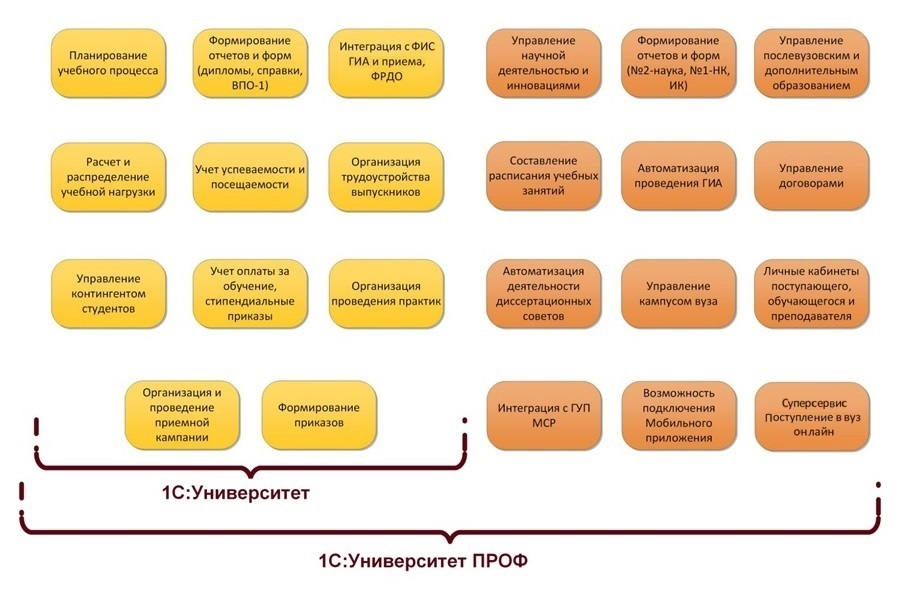 Планирование
учебного процесса
Формирование
отчетов и форм
(дипломы, справки,
ВПО-1)
Интеграция с ФИС
ГИА и приема,
ФРДО
Управление
научной
деятельностью и
инновациями
Формирование
отчетов и форм
(№2-наука, №1-НК,
ИК)
Управление
послевузовским и
дополнительным
образованием
Расчет и
распределение
учебной нагрузки
Учет успеваемости и
посещаемости
Организация
трудоустройства
выпускников
Составление
расписания учебных
занятий
Автоматизация
проведения ГИА
Управление
договорами
Управление
контингентом
студентов
Учет оплаты за
обучение,
стипендиальные
приказы
Организация
проведения практик
Автоматизация
деятельности
диссертационных
советов
Управление
кампусом вуза
Личные кабинеты
поступающего,
обучающегося и
преподавателя
Организация и
проведение
приемной
кампании
Формирование
приказов
Интеграция с ГУП
МСР
Возможность
подключения
Мобильного
приложения
Суперсервис
Поступление в вуз
онлайн
1С:Университет
1С:Университет ПРОФ